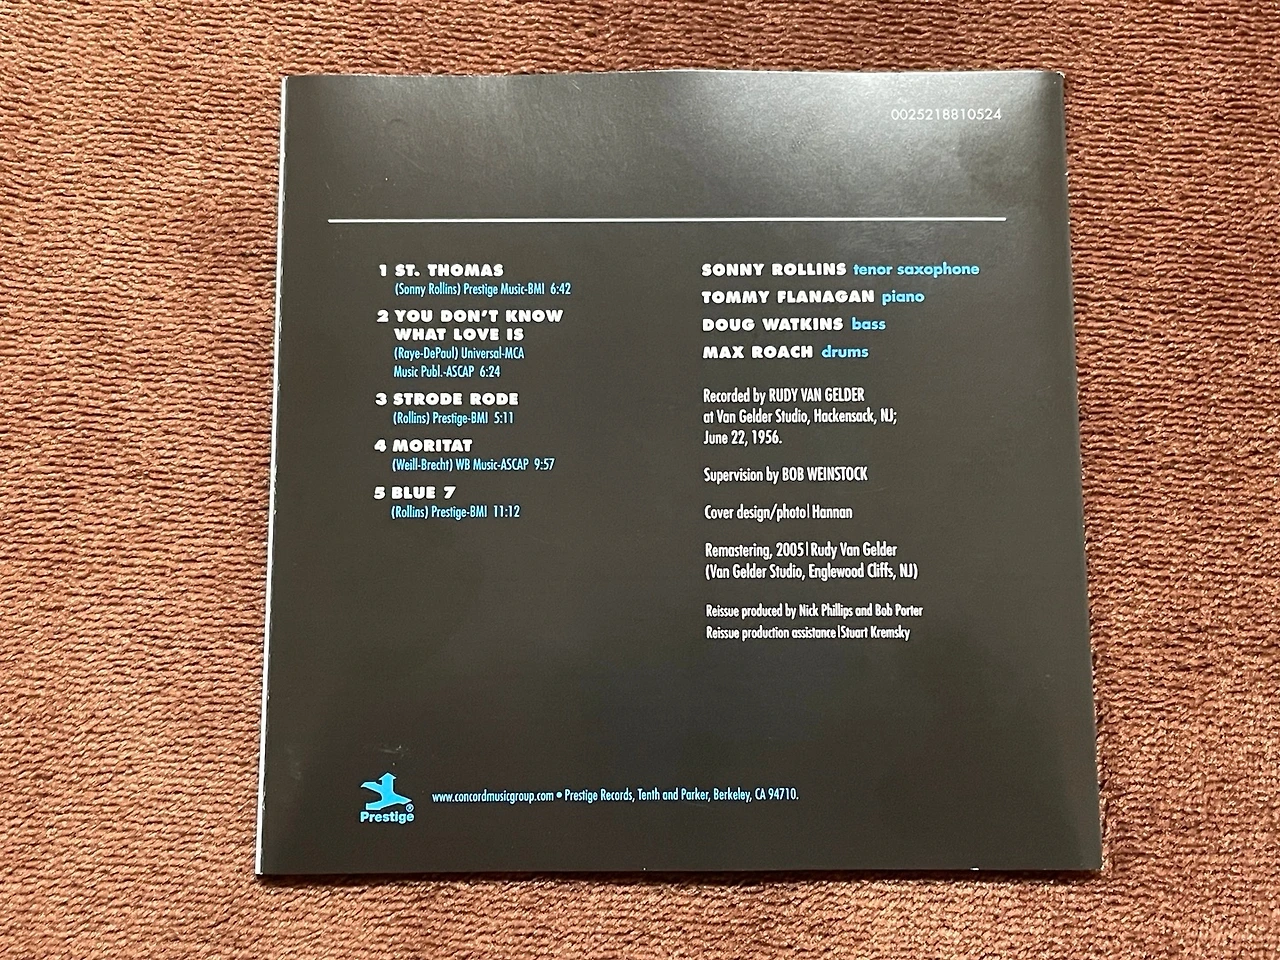 0025218810524
1 ST. THOMAS
(Sonny Rollins) Prestige Music-BMI 6:42
2 YOU DON'T KNOW
WHAT LOVE IS
(Raye-DePaul) Universal-MCA
Music Publ.-ASCAP 6:24
3 STRODE RODE
(Rollins) Prestige-BMI 5:11
4 MORITAT
(Weill-Brecht) WB Music-ASCAP 9:57
5 BLUE 7
(Rollins) Prestige-BMI 11:12
SONNY ROLLINS tenor saxophone
TOMMY FLANAGAN piano
DOUG WATKINS bass
MAX ROACH drums
Recorded by RUDY VAN GELDER
at Van Gelder Studio, Hackensack, NJ;
June 22, 1956.
Supervision by BOB WEINSTOCK
Cover design/photo|Hannan
Remastering, 2005|Rudy Van Gelder
(Van Gelder Studio, Englewood Cliffs, NJ)
Reissue produced by Nick Phillips and Bob Porter
Reissue production assistance|Stuart Kremsky
Prestige®
www.concordmusicgroup.com • Prestige Records, Tenth and Parker, Berkeley, CA 94710.